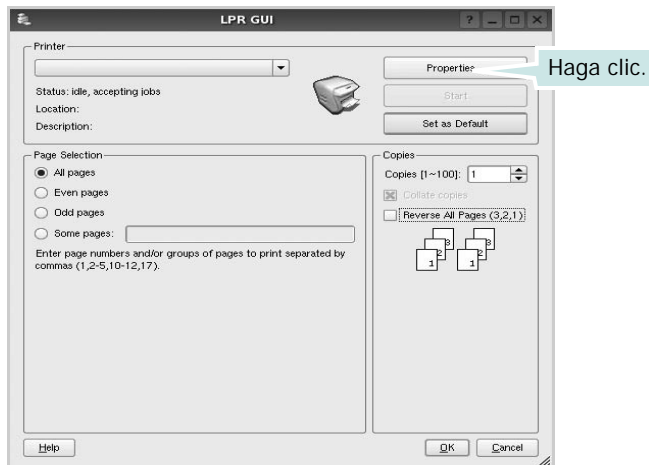 LPR GUI
Printer
Properties
Haga clic.
Status: idle, accepting jobs
Start
Location:
Description:
Set as Default
Page Selection
Copies
All pages
Copies [1~100]: 1
Even pages
Collate copies
Odd pages
Reverse All Pages (3,2,1)
Some pages:
Enter page numbers and/or groups of pages to print separated by
commas (1,2-5,10-12,17).
3 3
2 2
1 1
Help
OK
Cancel